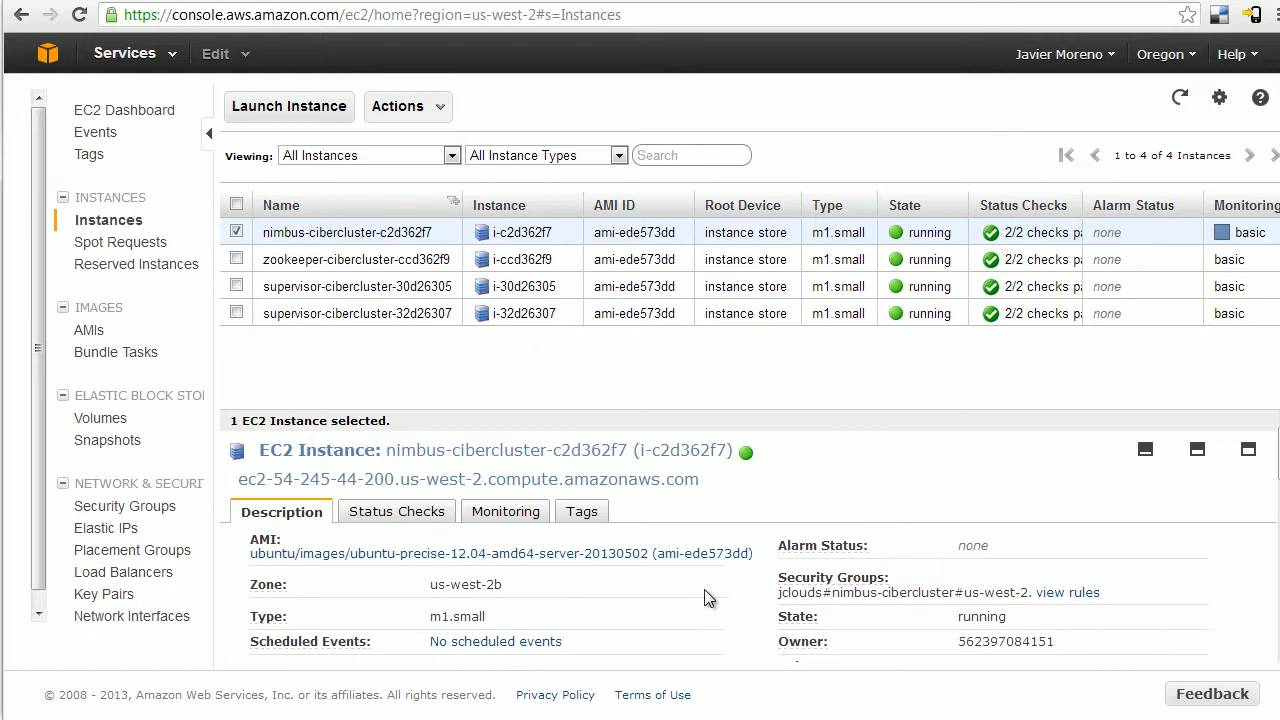 https://console.aws.amazon.com/ec2/home?region=us-west-2#s=Instances
Services Edit Javier Moreno Oregon Help
EC2 Dashboard
Events
Tags
INSTANCES
Instances
Spot Requests
Reserved Instances
IMAGES
AMIs
Bundle Tasks
ELASTIC BLOCK STO
Volumes
Snapshots
NETWORK & SECURIT
Security Groups
Elastic IPs
Placement Groups
Load Balancers
Key Pairs
Network Interfaces
Launch Instance Actions
Viewing: All Instances All Instance Types Search 1 to 4 of 4 Instances
Name Instance AMI ID Root Device Type State Status Checks Alarm Status Monitoring
nimbus-cibercluster-c2d362f7 i-c2d362f7 ami-ede573dd instance store m1.small running 2/2 checks pa none basic
zookeeper-cibercluster-ccd362f9 i-ccd362f9 ami-ede573dd instance store m1.small running 2/2 checks pa none basic
supervisor-cibercluster-30d26305 i-30d26305 ami-ede573dd instance store m1.small running 2/2 checks pa none basic
supervisor-cibercluster-32d26307 i-32d26307 ami-ede573dd instance store m1.small running 2/2 checks pa none basic
1 EC2 Instance selected.
EC2 Instance: nimbus-cibercluster-c2d362f7 (i-c2d362f7)
ec2-54-245-44-200.us-west-2.compute.amazonaws.com
Description Status Checks Monitoring Tags
AMI:
ubuntu/images/ubuntu-precise-12.04-amd64-server-20130502 (ami-ede573dd)
Zone: us-west-2b
Type: m1.small
Scheduled Events: No scheduled events
Alarm Status: none
Security Groups:
jclouds#nimbus-cibercluster#us-west-2. view rules
State: running
Owner: 562397084151
© 2008 - 2013, Amazon Web Services, Inc. or its affiliates. All rights reserved. Privacy Policy Terms of Use Feedback